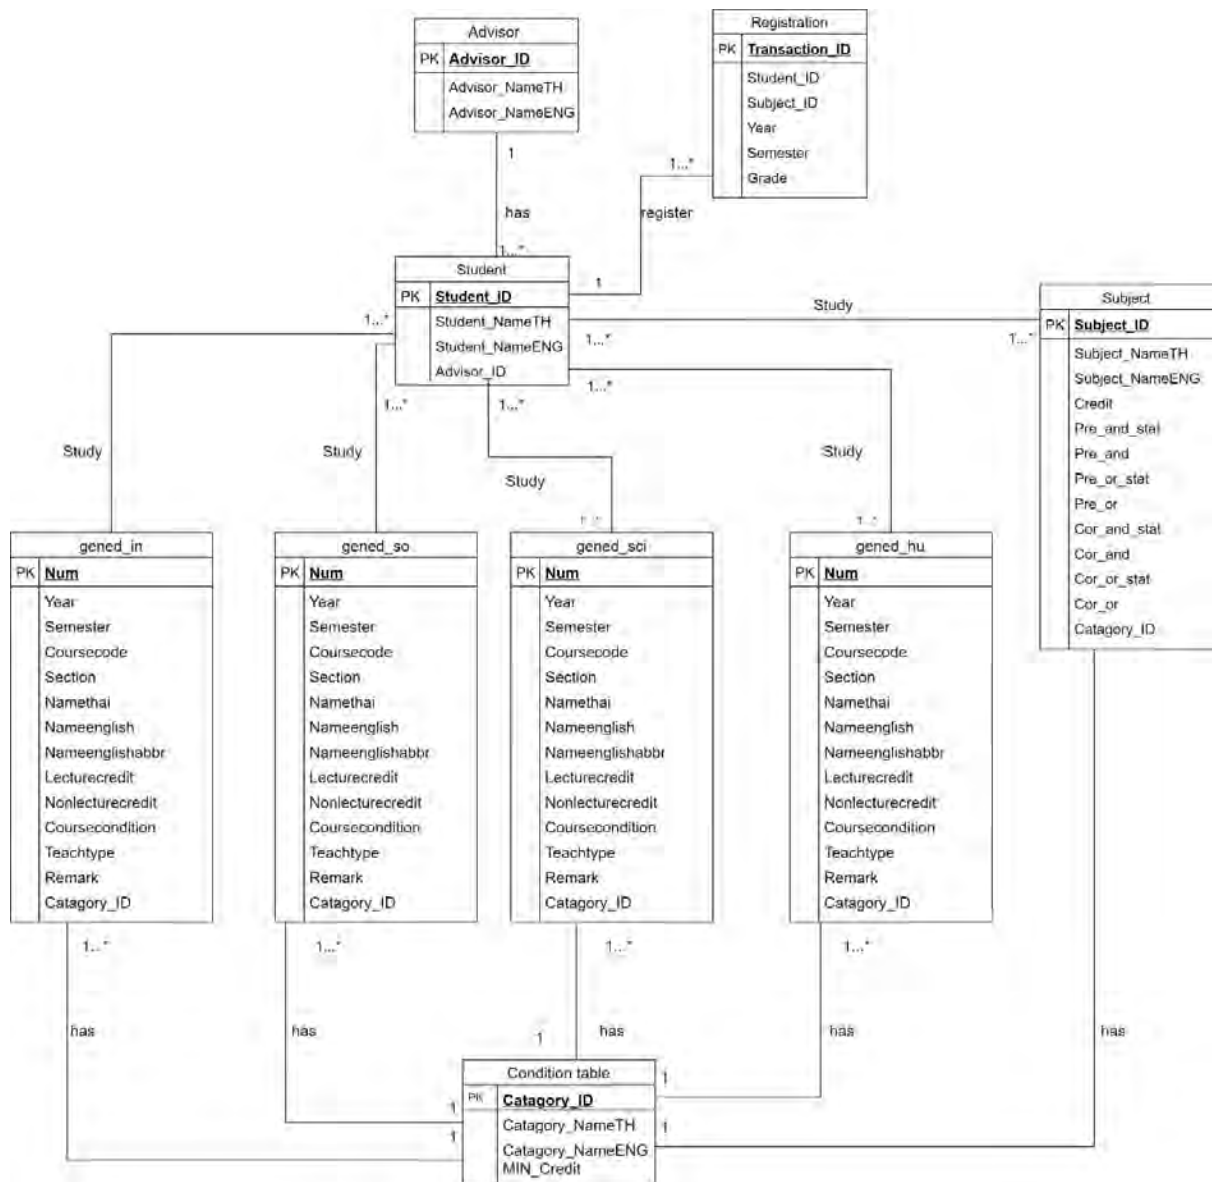 Advisor
PK Advisor_ID
Advisor_NameTH
Advisor_NameENG
Registration
PK Transaction_ID
Student_ID
Subject_ID
Year
Semester
Grade
1
has
1...*
1...*
register
1
Student
PK Student_ID
Student_NameTH
Student_NameENG
Advisor_ID
1...*
1...*
1...*
1...*
1...*
Study
1...*
Subject
PK Subject_ID
Subject_NameTH
Subject_NameENG
Credit
Pre_and_stat
Pre_and
Pre_or_stat
Pre_or
Cor_and_stat
Cor_and
Cor_or_stat
Cor_or
Catagory_ID
Study
Study
Study
Study
1...*
1...*
gened_in
PK Num
Year
Semester
Coursecode
Section
Namethai
Nameenglish
Nameenglishabbr
Lecturecredit
Nonlecturecredit
Coursecondition
Teachtype
Remark
Catagory_ID
gened_so
PK Num
Year
Semester
Coursecode
Section
Namethai
Nameenglish
Nameenglishabbr
Lecturecredit
Nonlecturecredit
Coursecondition
Teachtype
Remark
Catagory_ID
gened_sci
PK Num
Year
Semester
Coursecode
Section
Namethai
Nameenglish
Nameenglishabbr
Lecturecredit
Nonlecturecredit
Coursecondition
Teachtype
Remark
Catagory_ID
gened_hu
PK Num
Year
Semester
Coursecode
Section
Namethai
Nameenglish
Nameenglishabbr
Lecturecredit
Nonlecturecredit
Coursecondition
Teachtype
Remark
Catagory_ID
1...*
1...*
1...*
1...*
has
has
has
has
has
1
1
1
1
1
Condition table
PK Catagory_ID
Catagory_NameTH
Catagory_NameENG
MIN_Credit